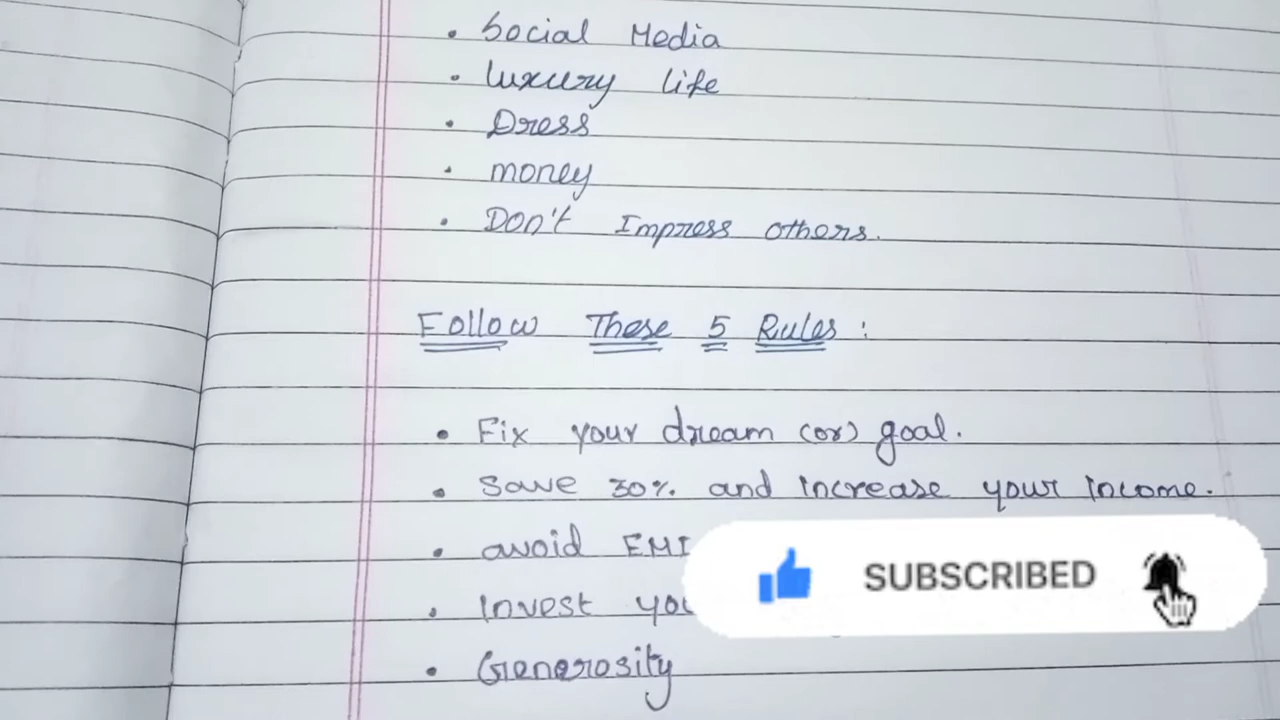 • Social Media
• luxury life
• Dress
• money
• Don't Impress others.
Follow These 5 Rules :
• Fix your dream (or) goal.
• Save 30% and increase your income.
• avoid EMI
SUBSCRIBED
• Invest
• Generosity